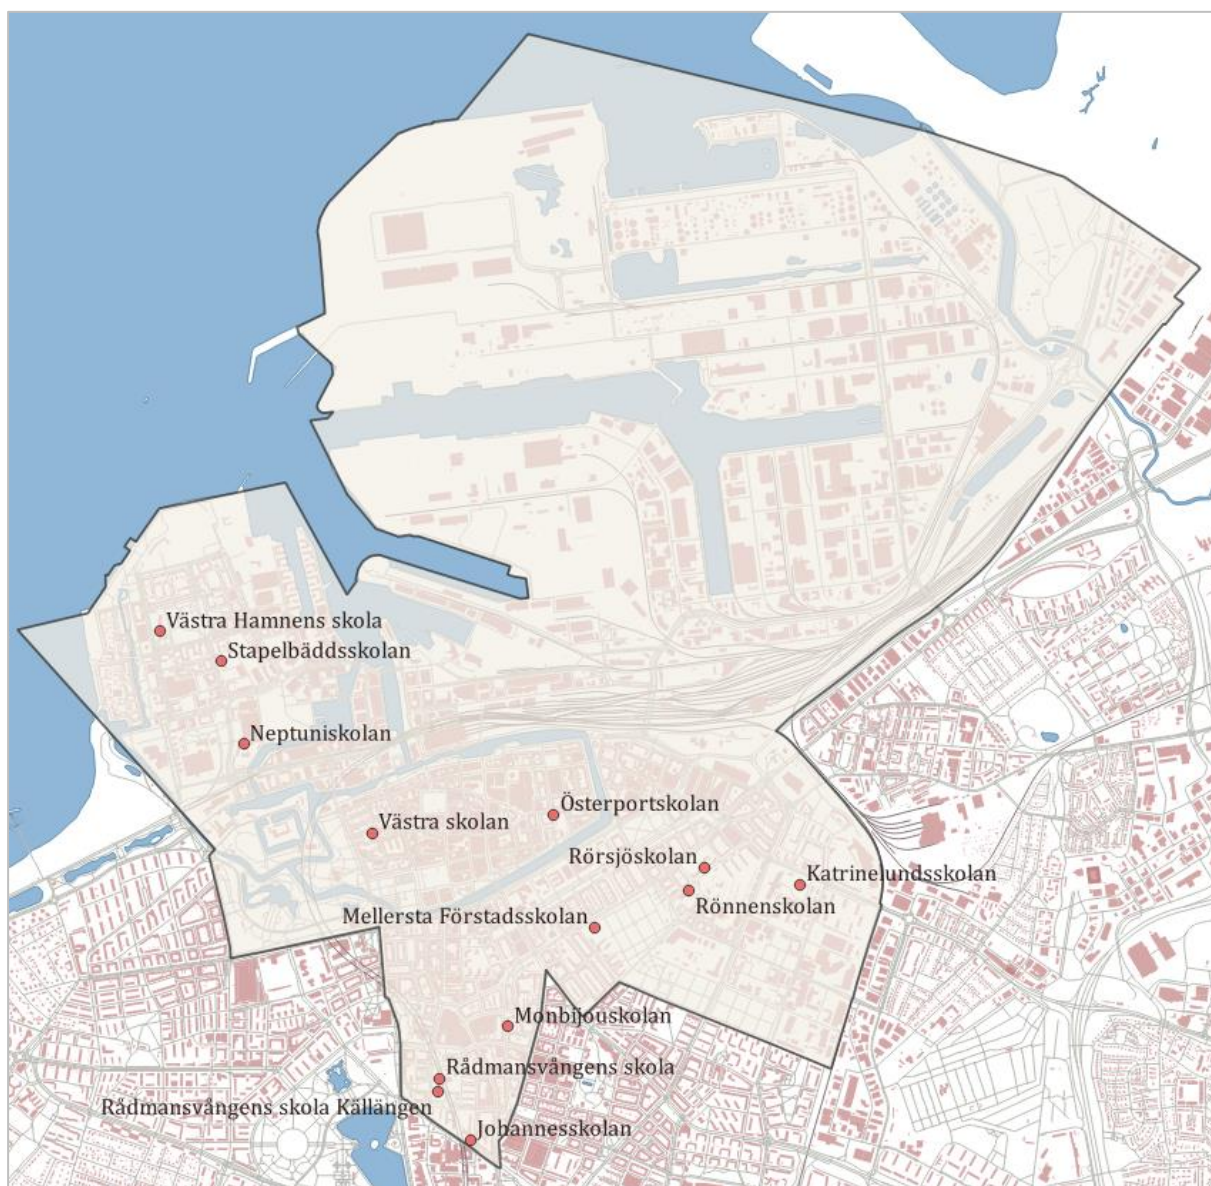 Västra Hamnens skola
Stapelbäddsskolan
Neptuniskolan
Österportskolan
Västra skolan
Rörsjöskolan
Katrinelundsskolan
Rönnenskolan
Mellersta Förstadsskolan
Monbijouskolan
Rådmansvångens skola
Rådmansvångens skola Källängen
Johannesskolan